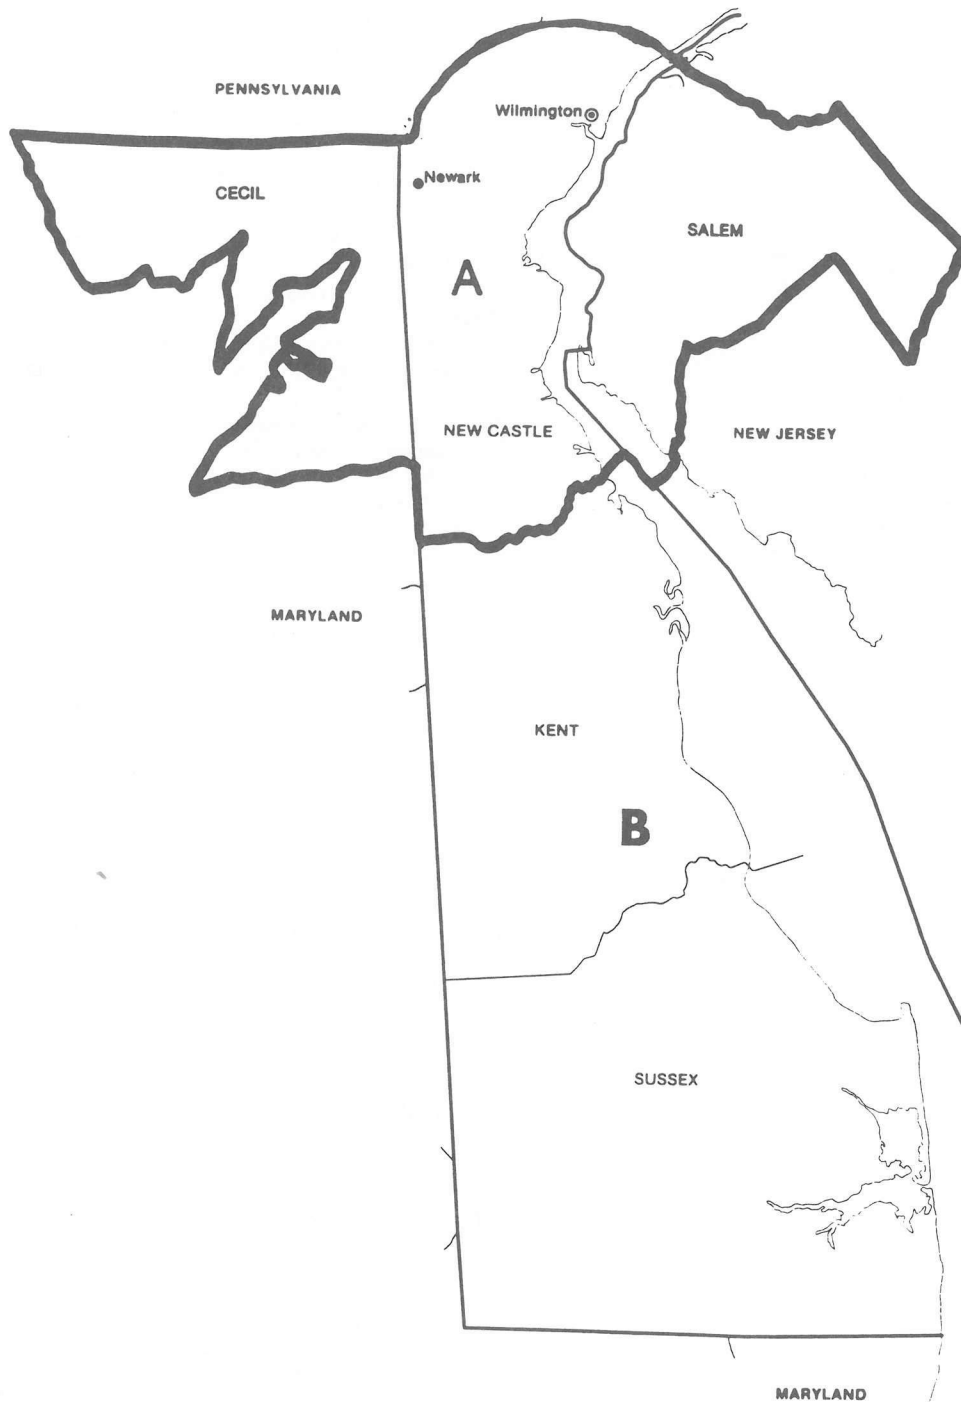 PENNSYLVANIA
Wilmington
Newark
CECIL
SALEM
A
NEW CASTLE
NEW JERSEY
MARYLAND
KENT
B
SUSSEX
MARYLAND